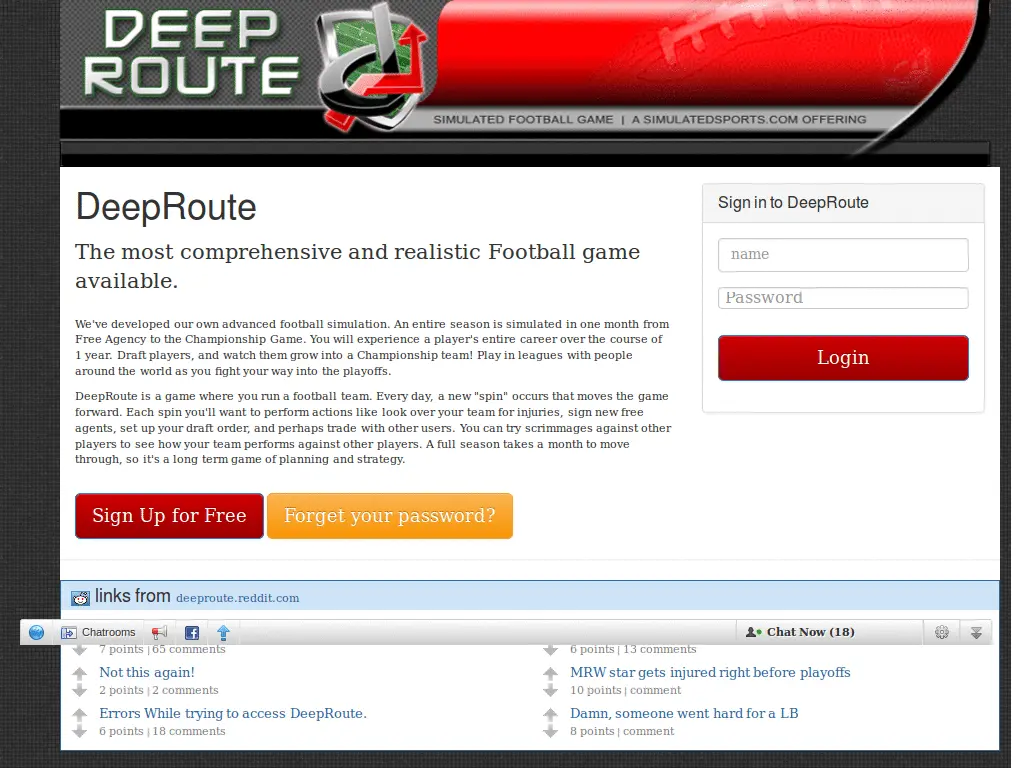 DEEP
ROUTE
SIMULATED FOOTBALL GAME | A SIMULATEDSPORTS.COM OFFERING
DeepRoute
The most comprehensive and realistic Football game
available.
We've developed our own advanced football simulation. An entire season is simulated in one month from
Free Agency to the Championship Game. You will experience a player's entire career over the course of
1 year. Draft players, and watch them grow into a Championship team! Play in leagues with people
around the world as you fight your way into the playoffs.
DeepRoute is a game where you run a football team. Every day, a new "spin" occurs that moves the game
forward. Each spin you'll want to perform actions like look over your team for injuries, sign new free
agents, set up your draft order, and perhaps trade with other users. You can try scrimmages against other
players to see how your team performs against other players. A full season takes a month to move
through, so it's a long term game of planning and strategy.
Sign Up for Free
Forget your password?
Sign in to DeepRoute
name
Password
Login
links from deeproute.reddit.com
Chatrooms
Chat Now (18)
7 points | 65 comments
Not this again!
2 points | 2 comments
Errors While trying to access DeepRoute.
6 points | 18 comments
6 points | 13 comments
MRW star gets injured right before playoffs
10 points | comment
Damn, someone went hard for a LB
8 points | comment